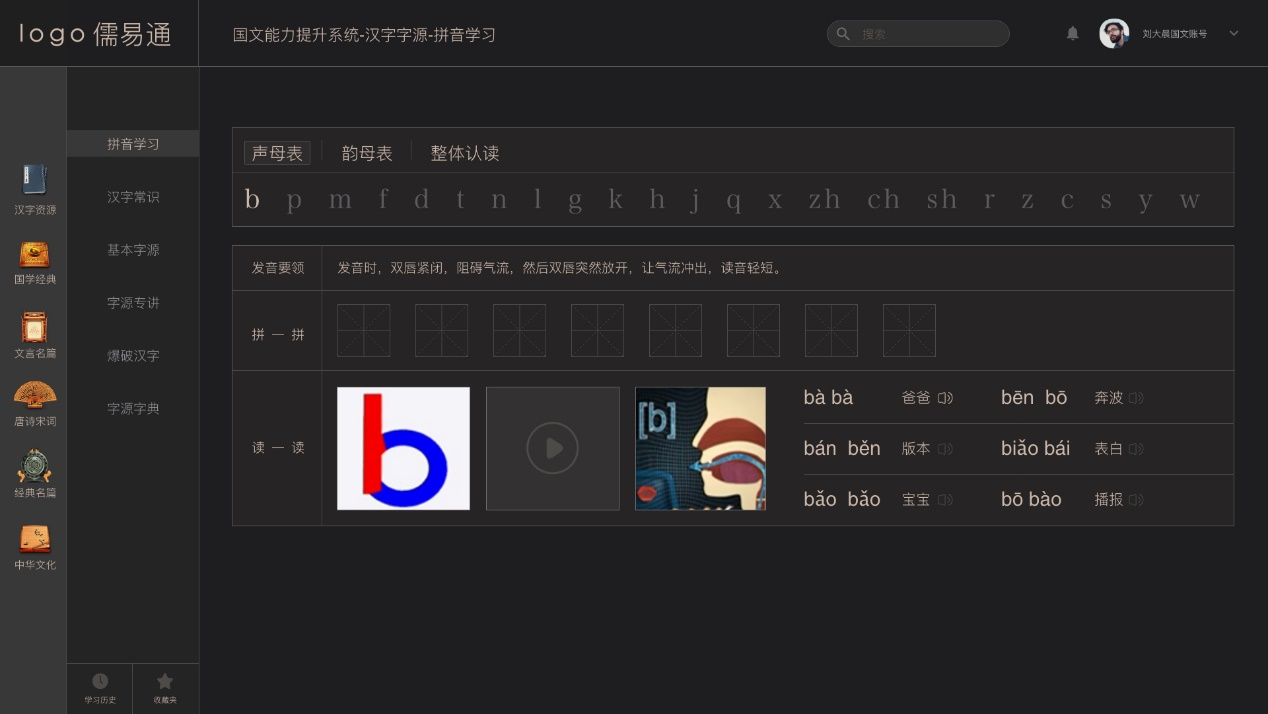 logo 儒易通
国文能力提升系统-汉字字源-拼音学习
搜索
刘大晨国文账号
汉字资源
国学经典
文言名篇
唐诗宋词
经典名篇
中华文化
拼音学习
汉字常识
基本字源
字源专讲
爆破汉字
字源字典
学习历史
收藏夹
声母表 韵母表 整体认读
b p m f d t n l g k h j q x zh ch sh r z c s y w
发音要领 发音时，双唇紧闭，阻碍气流，然后双唇突然放开，让气流冲出，读音轻短。
拼 一 拼
读 一 读
b
[b]
bà bà 爸爸 bēn bō 奔波
bán běn 版本 biǎo bái 表白
bǎo bǎo 宝宝 bō bào 播报